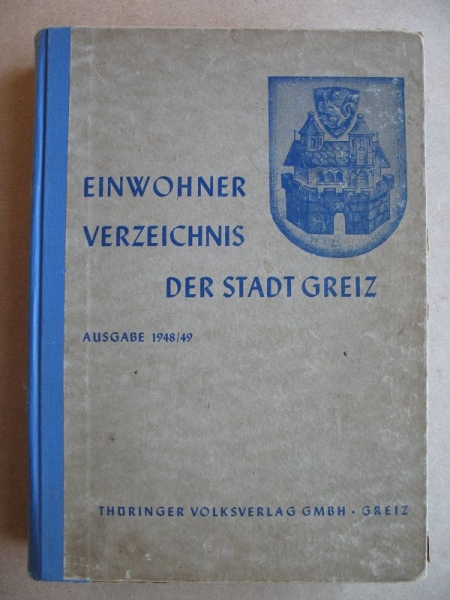 EINWOHNER
VERZEICHNIS
DER STADT GREIZ
AUSGABE 1948/49
THÜRINGER VOLKSVERLAG GMBH · GREIZ